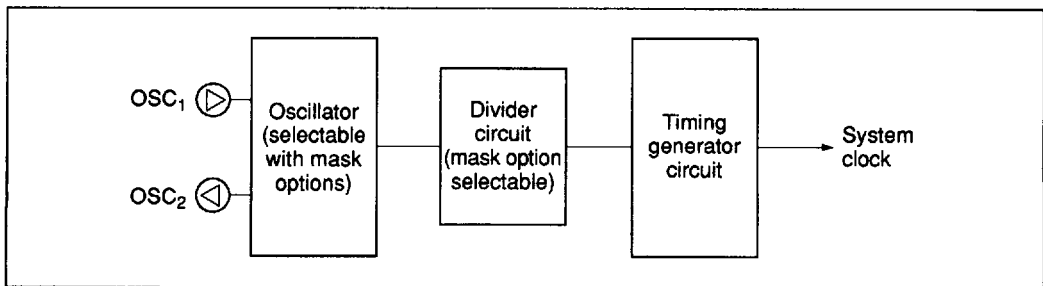 OSC₁
OSC₂
Oscillator
(selectable
with mask
options)
Divider
circuit
(mask option
selectable)
Timing
generator
circuit
System
clock